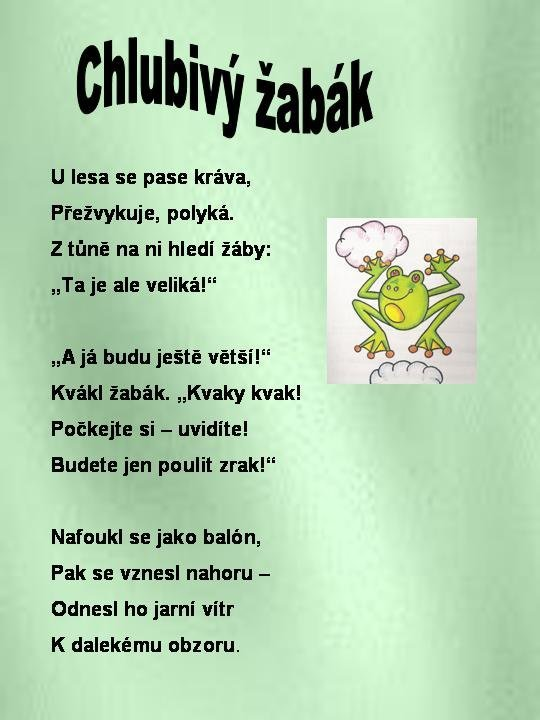 Chlubivý žabák
U lesa se pase kráva,
Přežvykuje, polyká.
Z tůně na ni hledí žáby:
„Ta je ale veliká!“
„A já budu ještě větší!“
Kvákl žabák. „Kvaky kvak!
Počkejte si – uvidíte!
Budete jen poulit zrak!“
Nafoukl se jako balón,
Pak se vznesl nahoru –
Odnesl ho jarní vítr
K dalekému obzoru.